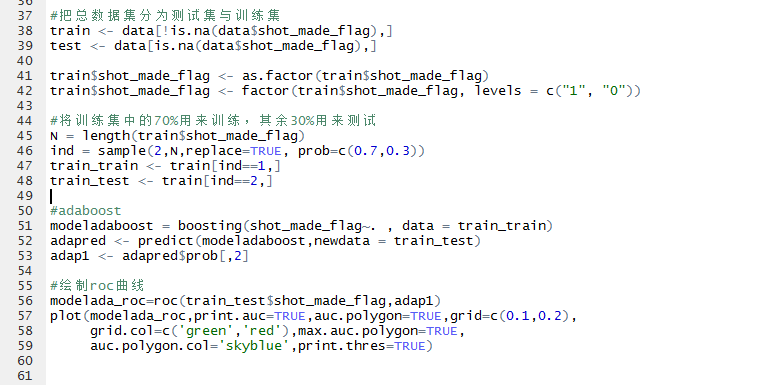 36
37 #把总数据集分为测试集与训练集
38 train <- data[!is.na(data$shot_made_flag),]
39 test <- data[is.na(data$shot_made_flag),]
40
41 train$shot_made_flag <- as.factor(train$shot_made_flag)
42 train$shot_made_flag <- factor(train$shot_made_flag, levels = c("1", "0"))
43
44 #将训练集中的70%用来训练，其余30%用来测试
45 N = length(train$shot_made_flag)
46 ind = sample(2,N,replace=TRUE, prob=c(0.7,0.3))
47 train_train <- train[ind==1,]
48 train_test <- train[ind==2,]
49
50 #adaboost
51 modeladaboost = boosting(shot_made_flag~. , data = train_train)
52 adapred <- predict(modeladaboost,newdata = train_test)
53 adap1 <- adapred$prob[,2]
54
55 #绘制roc曲线
56 modelada_roc=roc(train_test$shot_made_flag,adap1)
57 plot(modelada_roc,print.auc=TRUE,auc.polygon=TRUE,grid=c(0.1,0.2),
58 grid.col=c('green','red'),max.auc.polygon=TRUE,
59 auc.polygon.col='skyblue',print.thres=TRUE)
60
61